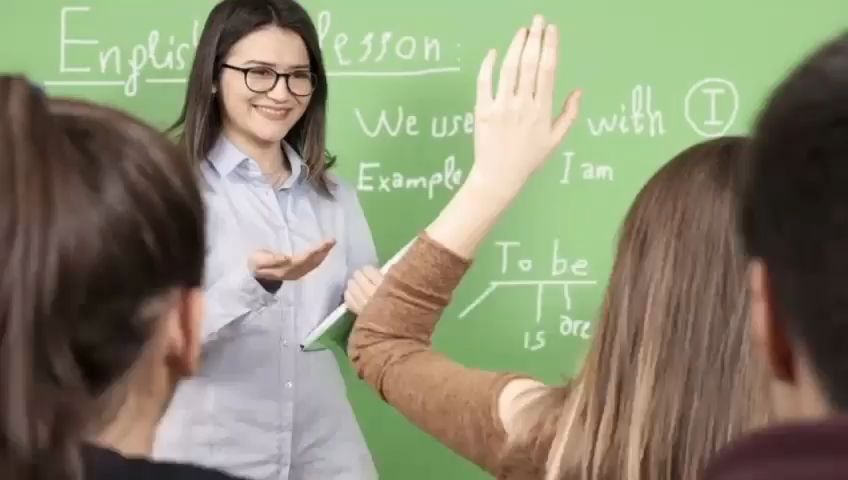 English Lesson:
We use with I
Example I am
To be
is are